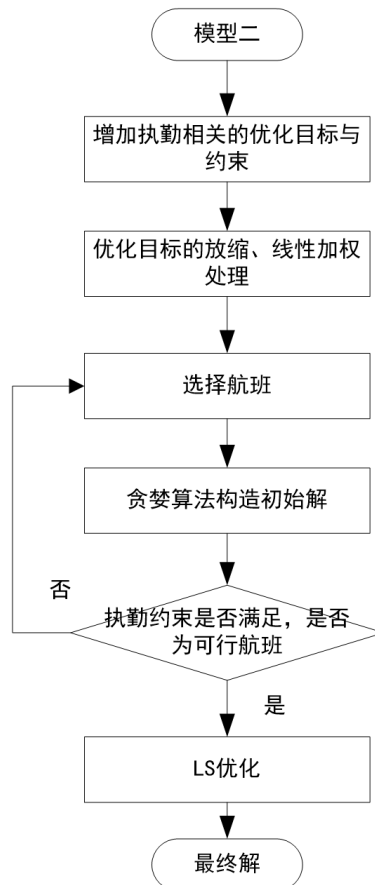 模型二
增加执勤相关的优化目标与
约束
优化目标的放缩、线性加权
处理
选择航班
贪婪算法构造初始解
否
执勤约束是否满足，是否
为可行航班
是
LS优化
最终解